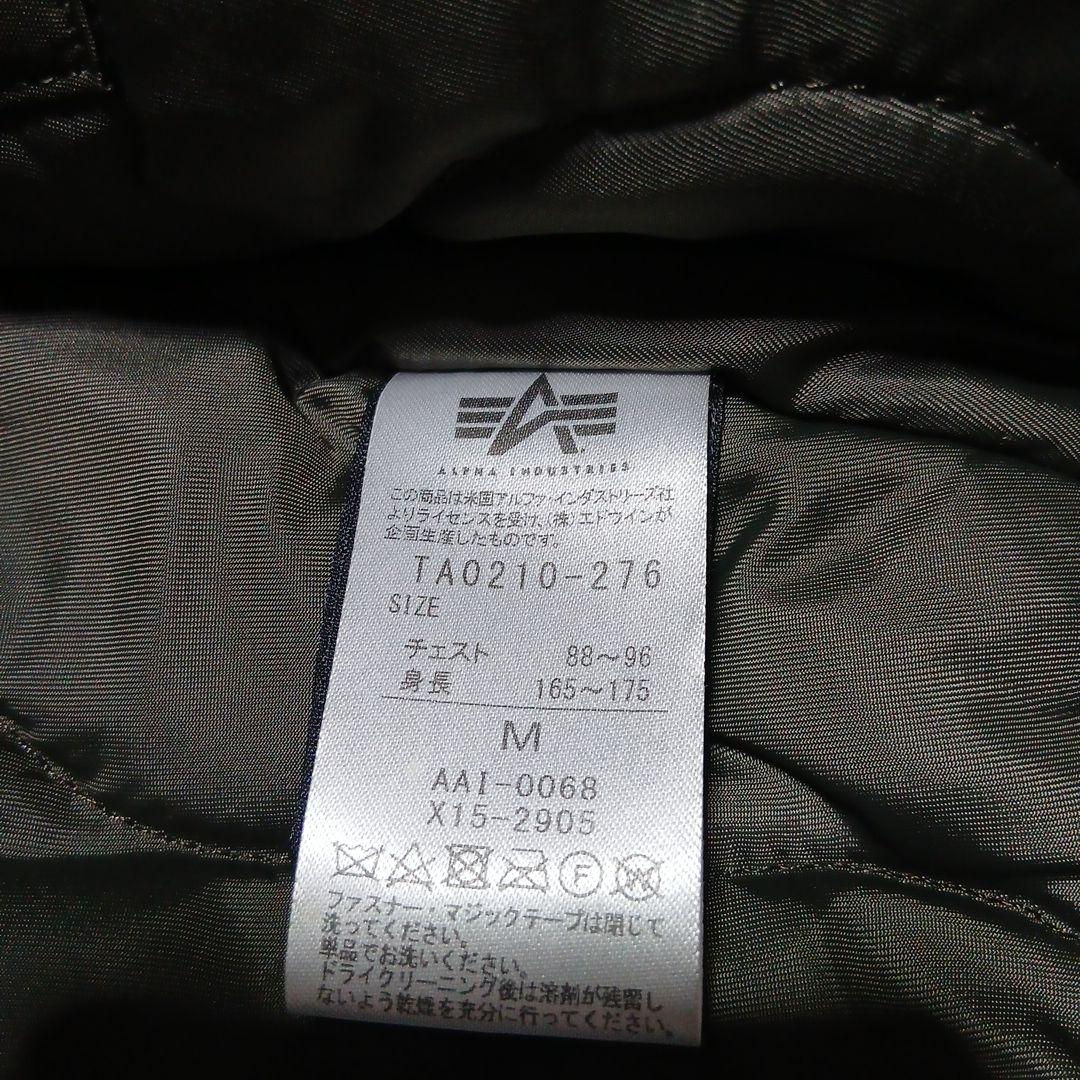 ALPHA INDUSTRIES
この商品は米国アルファ・インダストリーズ社
よりライセンスを受け、(株)エドウインが
企画生産したものです。
TA0210-276
SIZE
チェスト 88～96
身長 165～175
M
AAI-0068
X15-2905
F W
ファスナー・マジックテープは閉じて
洗ってください。
単品でお洗いください。
ドライクリーニング後は溶剤が残留し
ないよう乾燥を充分に行ってください。